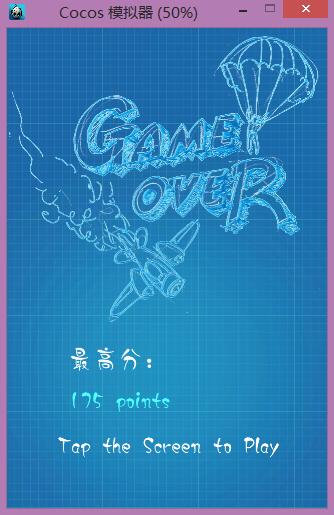 Cocos 模拟器 (50%)
GAME
OVER
最高分：
175 points
Tap the Screen to Play